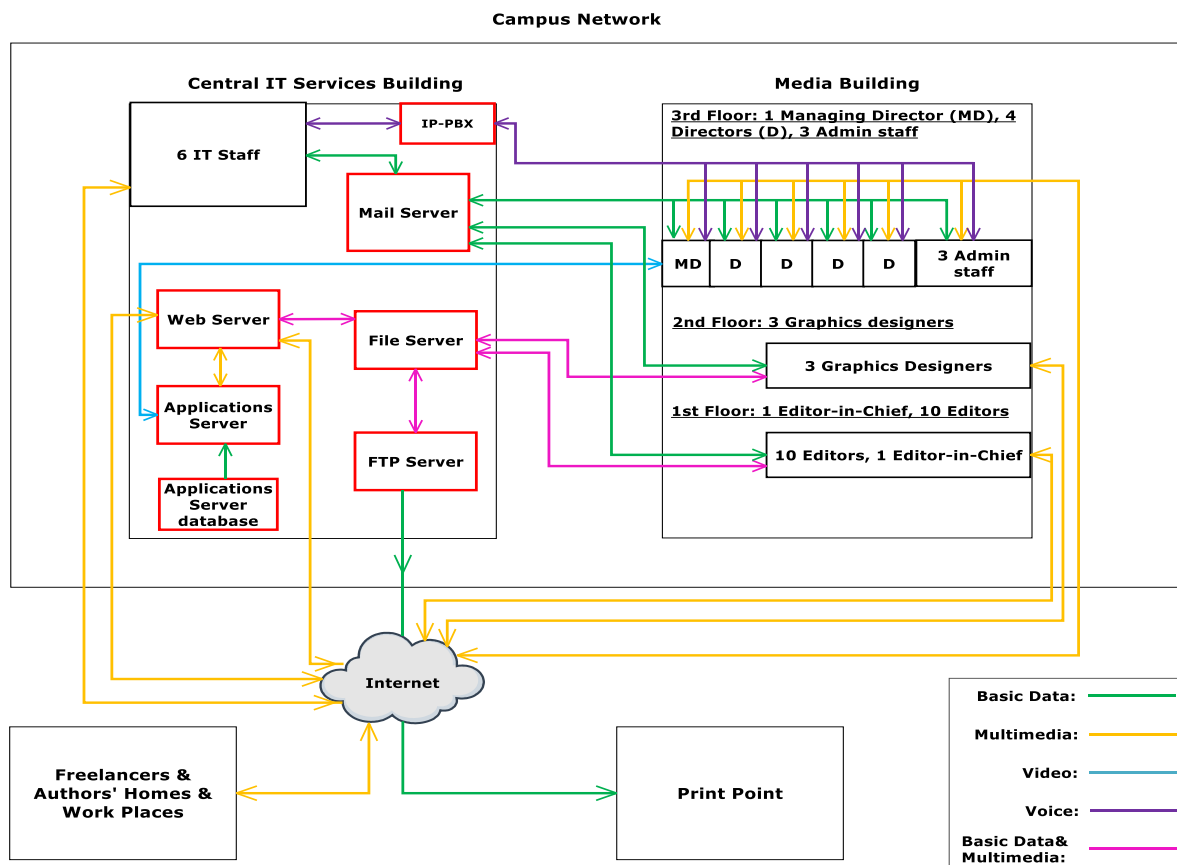 Campus Network
Central IT Services Building
Media Building
6 IT Staff
IP-PBX
Mail Server
Web Server
File Server
Applications
Server
FTP Server
Applications
Server
database
3rd Floor: 1 Managing Director (MD), 4
Directors (D), 3 Admin staff
MD
D
D
D
D
3 Admin
staff
2nd Floor: 3 Graphics designers
3 Graphics Designers
1st Floor: 1 Editor-in-Chief, 10 Editors
10 Editors, 1 Editor-in-Chief
Internet
Freelancers &
Authors' Homes &
Work Places
Print Point
Basic Data:
Multimedia:
Video:
Voice:
Basic Data&
Multimedia: